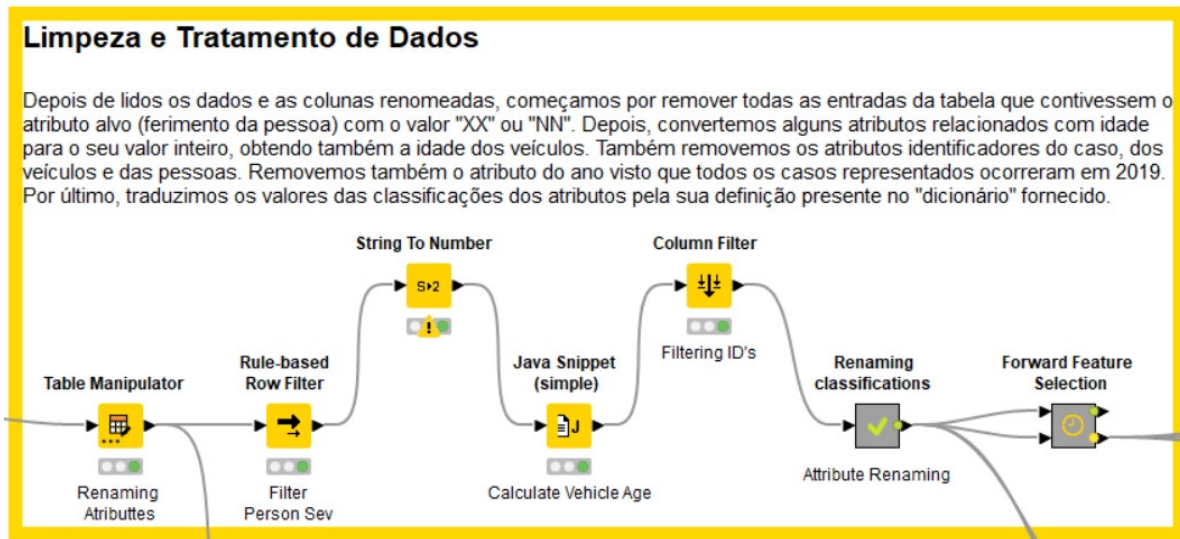 Limpeza e Tratamento de Dados
Depois de lidos os dados e as colunas renomeadas, começamos por remover todas as entradas da tabela que contivessem o
atributo alvo (ferimento da pessoa) com o valor "XX" ou "NN". Depois, convertemos alguns atributos relacionados com idade
para o seu valor inteiro, obtendo também a idade dos veículos. Também removemos os atributos identificadores do caso, dos
veículos e das pessoas. Removemos também o atributo do ano visto que todos os casos representados ocorreram em 2019.
Por último, traduzimos os valores das classificações dos atributos pela sua definição presente no "dicionário" fornecido.
String To Number
S▸2
!
Column Filter
Filtering ID's
Table Manipulator
Renaming
Atributtes
Rule-based
Row Filter
Filter
Person Sev
Java Snippet
(simple)
J
Calculate Vehicle Age
Renaming
classifications
Attribute Renaming
Forward Feature
Selection